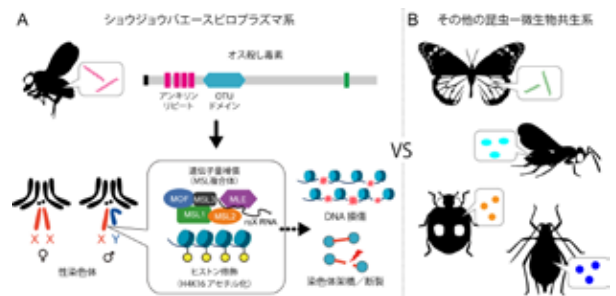 A
ショウジョウバエースピロプラズマ系
オス殺し毒素
アンキリン
リピート
OTU
ドメイン
遺伝子量補償
(MSL複合体)
MOF
MSL3
MLE
MSL1
MSL2
roX RNA
ヒストン修飾
(H4K16 アセチル化)
X X
X Y
♀
♂
性染色体
DNA 損傷
染色体架橋/断裂
VS
B
その他の昆虫ー微生物共生系